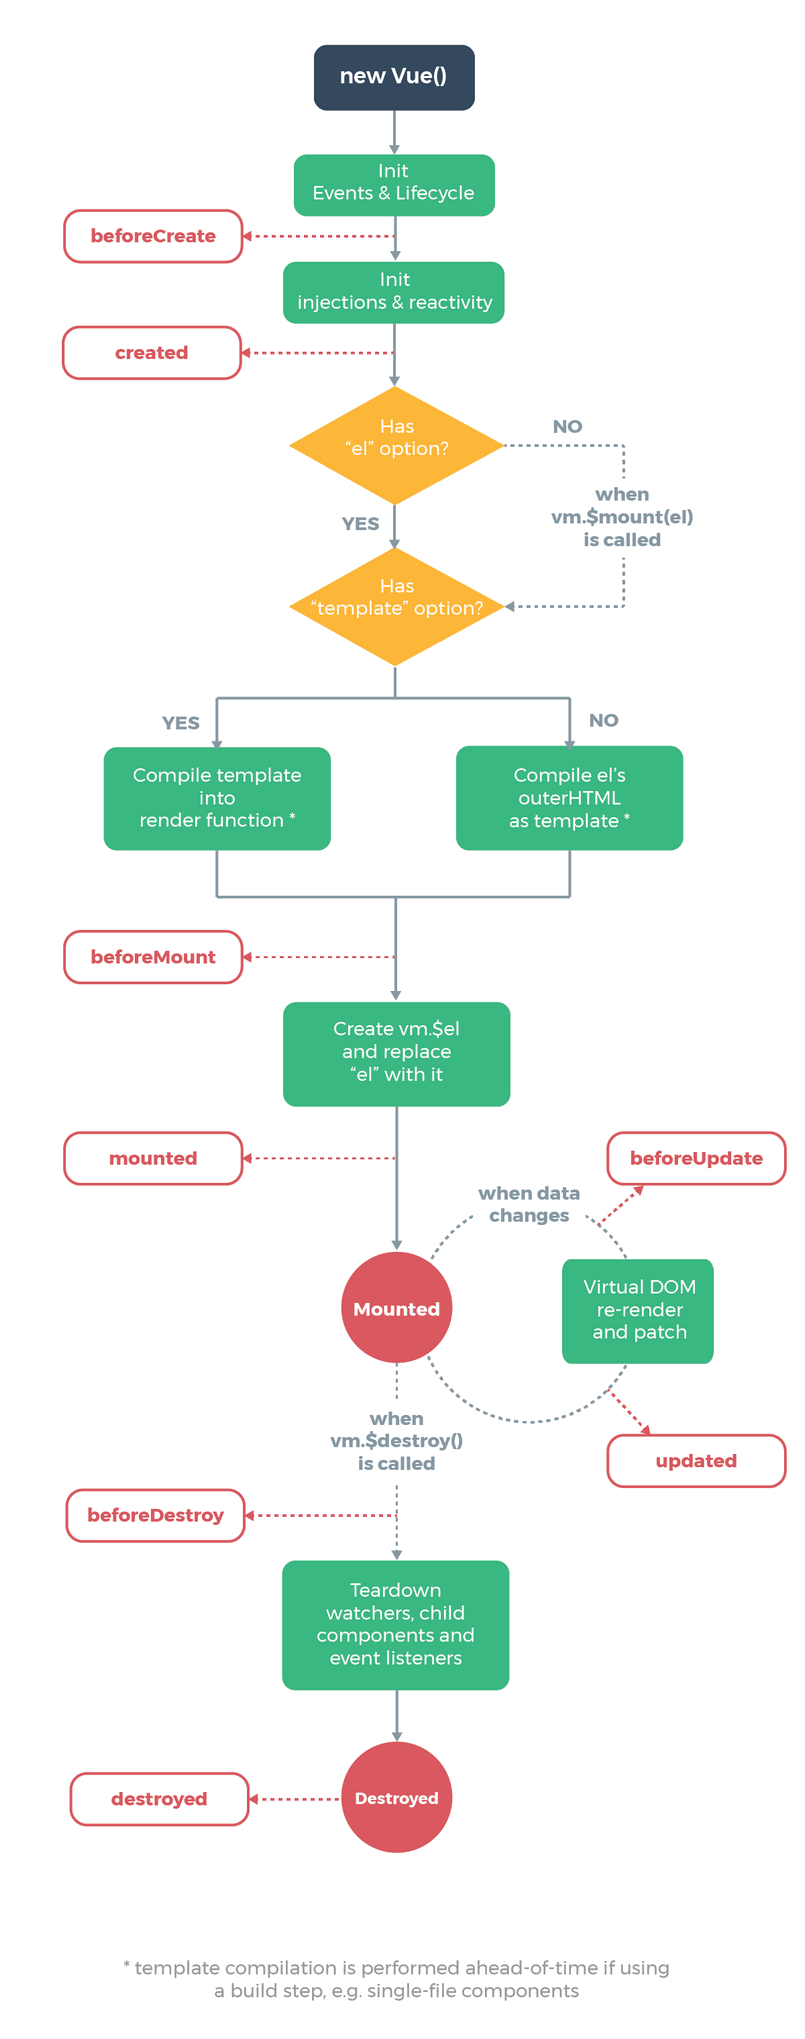 new Vue()
Init
Events & Lifecycle
beforeCreate
Init
injections & reactivity
created
Has
“el” option?
NO
when
vm.$mount(el)
is called
YES
Has
“template” option?
YES
NO
Compile template
into
render function *
Compile el’s
outerHTML
as template *
beforeMount
Create vm.$el
and replace
“el” with it
mounted
beforeUpdate
when data
changes
Mounted
Virtual DOM
re-render
and patch
when
vm.$destroy()
is called
updated
beforeDestroy
Teardown
watchers, child
components and
event listeners
destroyed
Destroyed
* template compilation is performed ahead-of-time if using
a build step, e.g. single-file components